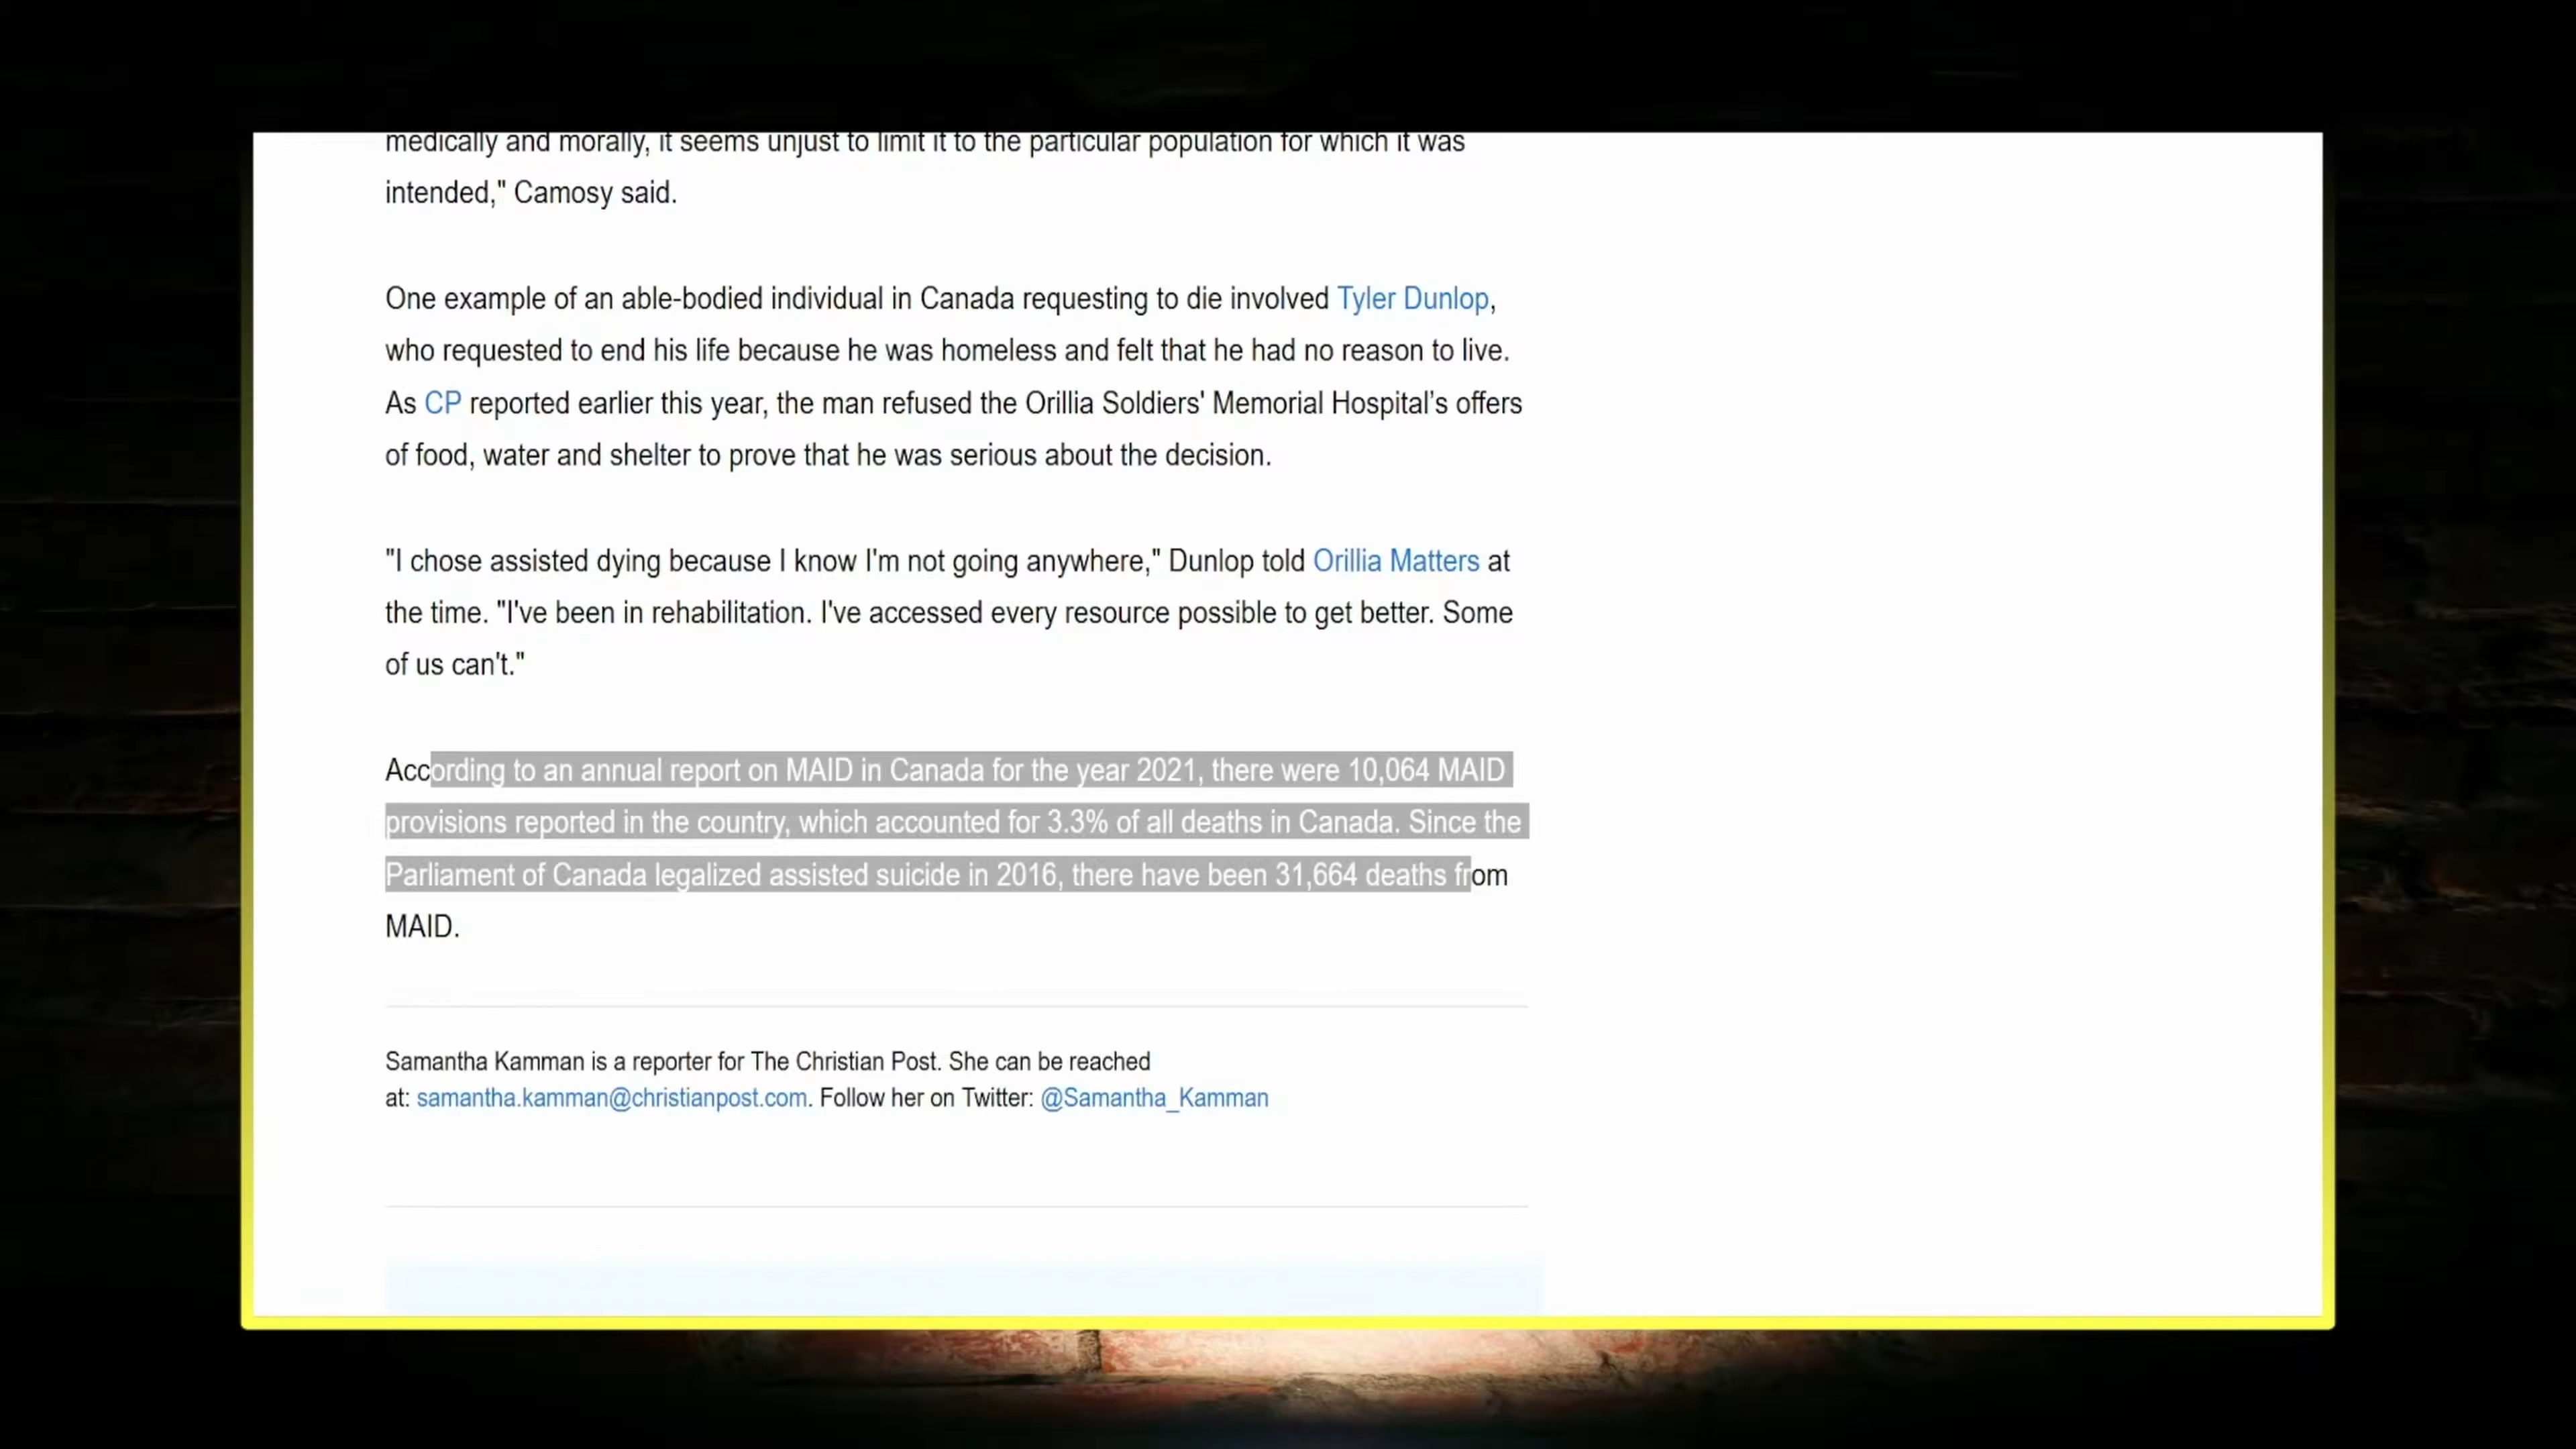 medically and morally, it seems unjust to limit it to the particular population for which it was
intended," Camosy said.
One example of an able-bodied individual in Canada requesting to die involved Tyler Dunlop,
who requested to end his life because he was homeless and felt that he had no reason to live.
As CP reported earlier this year, the man refused the Orillia Soldiers' Memorial Hospital’s offers
of food, water and shelter to prove that he was serious about the decision.
"I chose assisted dying because I know I'm not going anywhere," Dunlop told Orillia Matters at
the time. "I've been in rehabilitation. I've accessed every resource possible to get better. Some
of us can't."
According to an annual report on MAID in Canada for the year 2021, there were 10,064 MAID
provisions reported in the country, which accounted for 3.3% of all deaths in Canada. Since the
Parliament of Canada legalized assisted suicide in 2016, there have been 31,664 deaths from
MAID.
Samantha Kamman is a reporter for The Christian Post. She can be reached
at: samantha.kamman@christianpost.com. Follow her on Twitter: @Samantha_Kamman